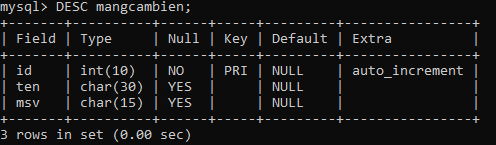 mysql> DESC mangcambien;
+-------+----------+------+-----+---------+----------------+
| Field | Type     | Null | Key | Default | Extra          |
+-------+----------+------+-----+---------+----------------+
| id    | int(10)  | NO   | PRI | NULL    | auto_increment |
| ten   | char(30) | YES  |     | NULL    |                |
| msv   | char(15) | YES  |     | NULL    |                |
+-------+----------+------+-----+---------+----------------+
3 rows in set (0.00 sec)